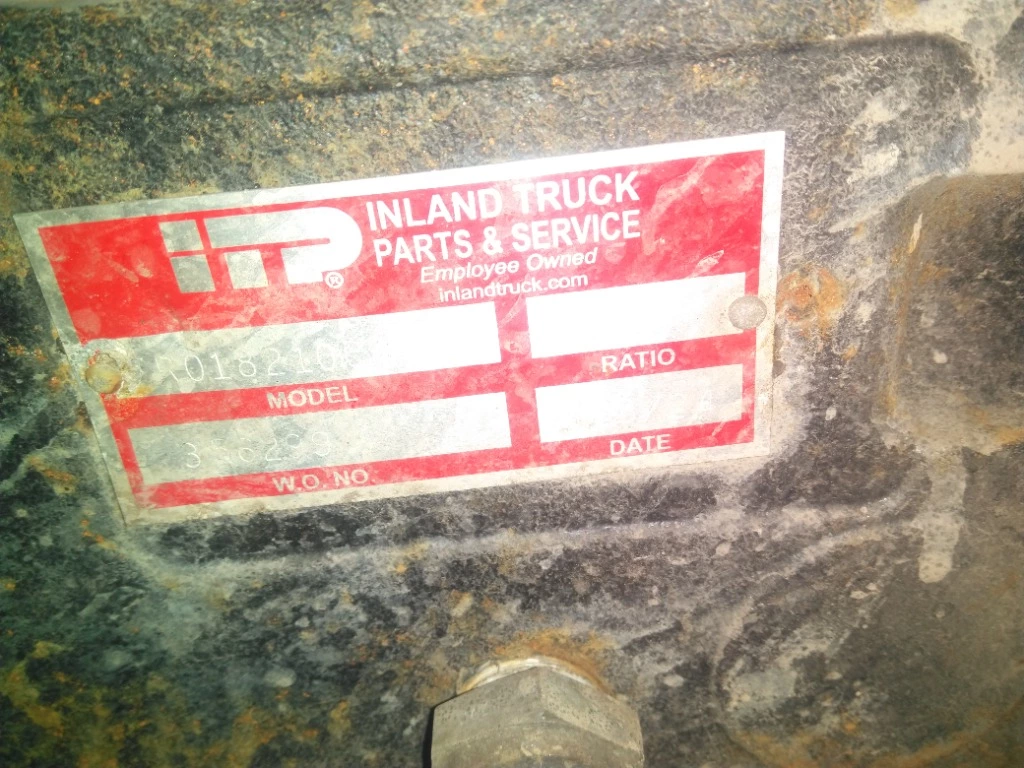 iTP®
INLAND TRUCK
PARTS & SERVICE
Employee Owned
inlandtruck.com
MODEL
RATIO
W.O. NO
DATE